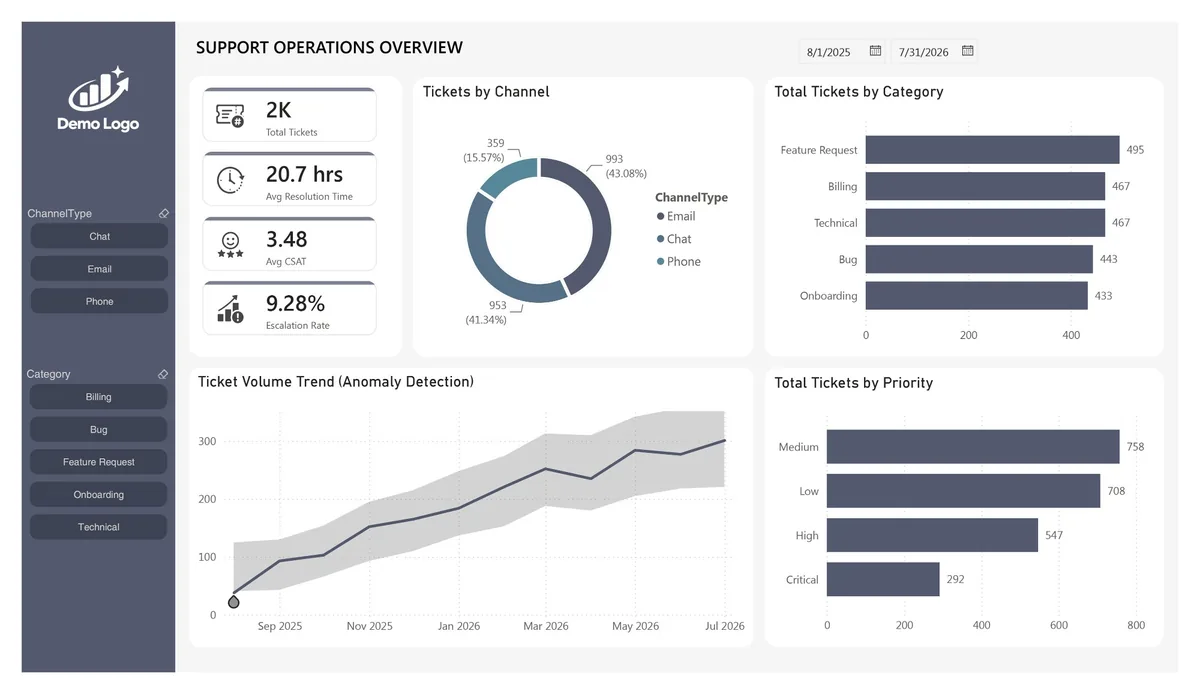 Demo Logo
ChannelType
Chat
Email
Phone
Category
Billing
Bug
Feature Request
Onboarding
Technical
SUPPORT OPERATIONS OVERVIEW
8/1/2025
7/31/2026
2K
Total Tickets
20.7 hrs
Avg Resolution Time
3.48
Avg CSAT
9.28%
Escalation Rate
Tickets by Channel
359
(15.57%)
993
(43.08%)
953
(41.34%)
ChannelType
Email
Chat
Phone
Total Tickets by Category
Feature Request 495
Billing 467
Technical 467
Bug 443
Onboarding 433
0 200 400
Ticket Volume Trend (Anomaly Detection)
300
200
100
0
Sep 2025 Nov 2025 Jan 2026 Mar 2026 May 2026 Jul 2026
Total Tickets by Priority
Medium 758
Low 708
High 547
Critical 292
0 200 400 600 800